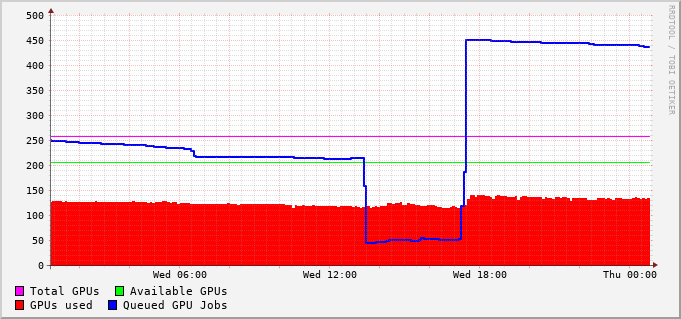 500
450
400
350
300
250
200
150
100
50
0
Wed 06:00 Wed 12:00 Wed 18:00 Thu 00:00
Total GPUs Available GPUs
GPUs used Queued GPU Jobs
RRDTOOL / TOBI OETIKER